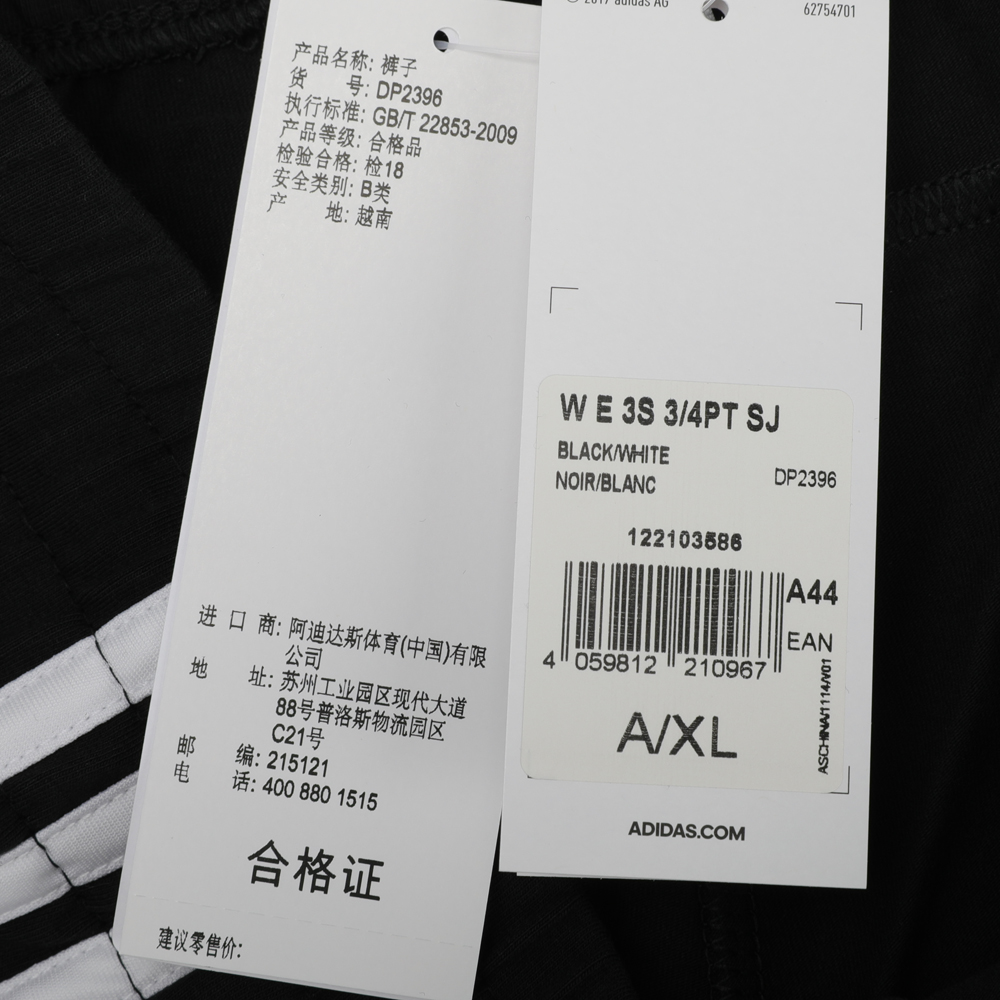 产品名称: 裤子
货 号: DP2396
执行标准: GB/T 22853-2009
产品等级: 合格品
检验合格: 检18
安全类别: B类
产 地: 越南
进 口 商: 阿迪达斯体育(中国)有限
公司
地 址: 苏州工业园区现代大道
88号普洛斯物流园区
C21号
邮 编: 215121
电 话: 400 880 1515
合格证
建议零售价:
© 2017 adidas AG
62754701
W E 3S 3/4PT SJ
BLACK/WHITE
NOIR/BLANC
DP2396
122103586
A44
EAN
4 059812 210967
ASCHINA/1114/V01
A/XL
ADIDAS.COM